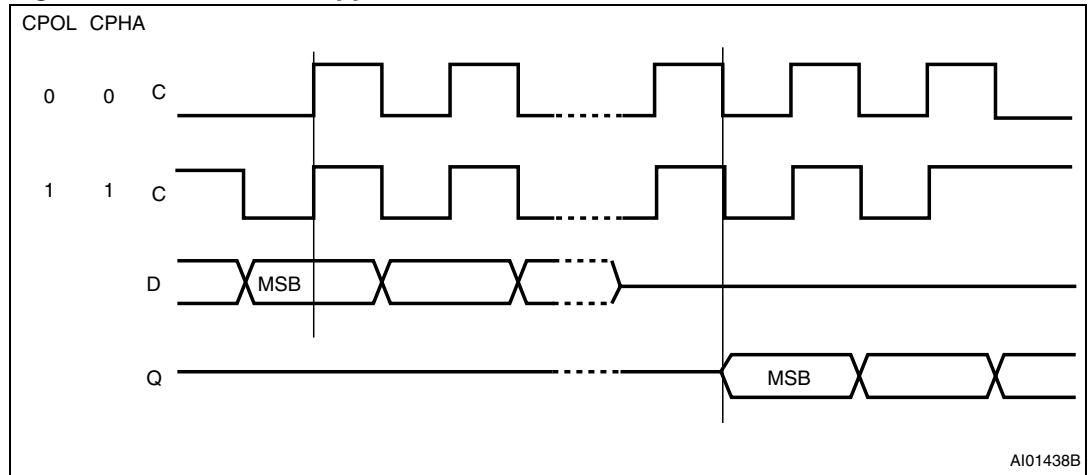 CPOL CPHA
0 0 C
1 1 C
D MSB
Q MSB
AI01438B